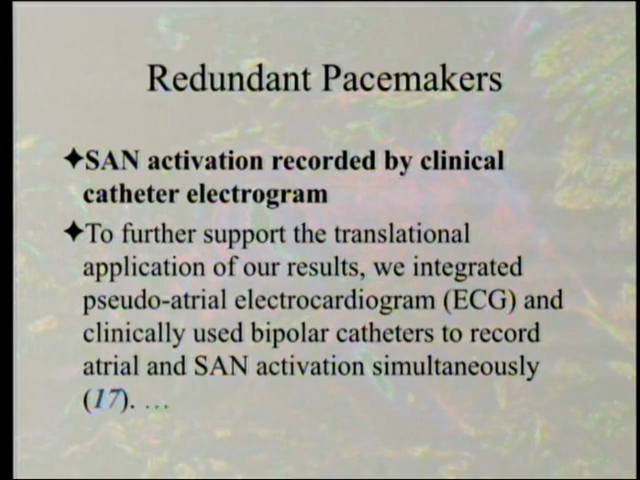 Redundant Pacemakers
✦SAN activation recorded by clinical
catheter electrogram
✦To further support the translational
application of our results, we integrated
pseudo-atrial electrocardiogram (ECG) and
clinically used bipolar catheters to record
atrial and SAN activation simultaneously
(17). …